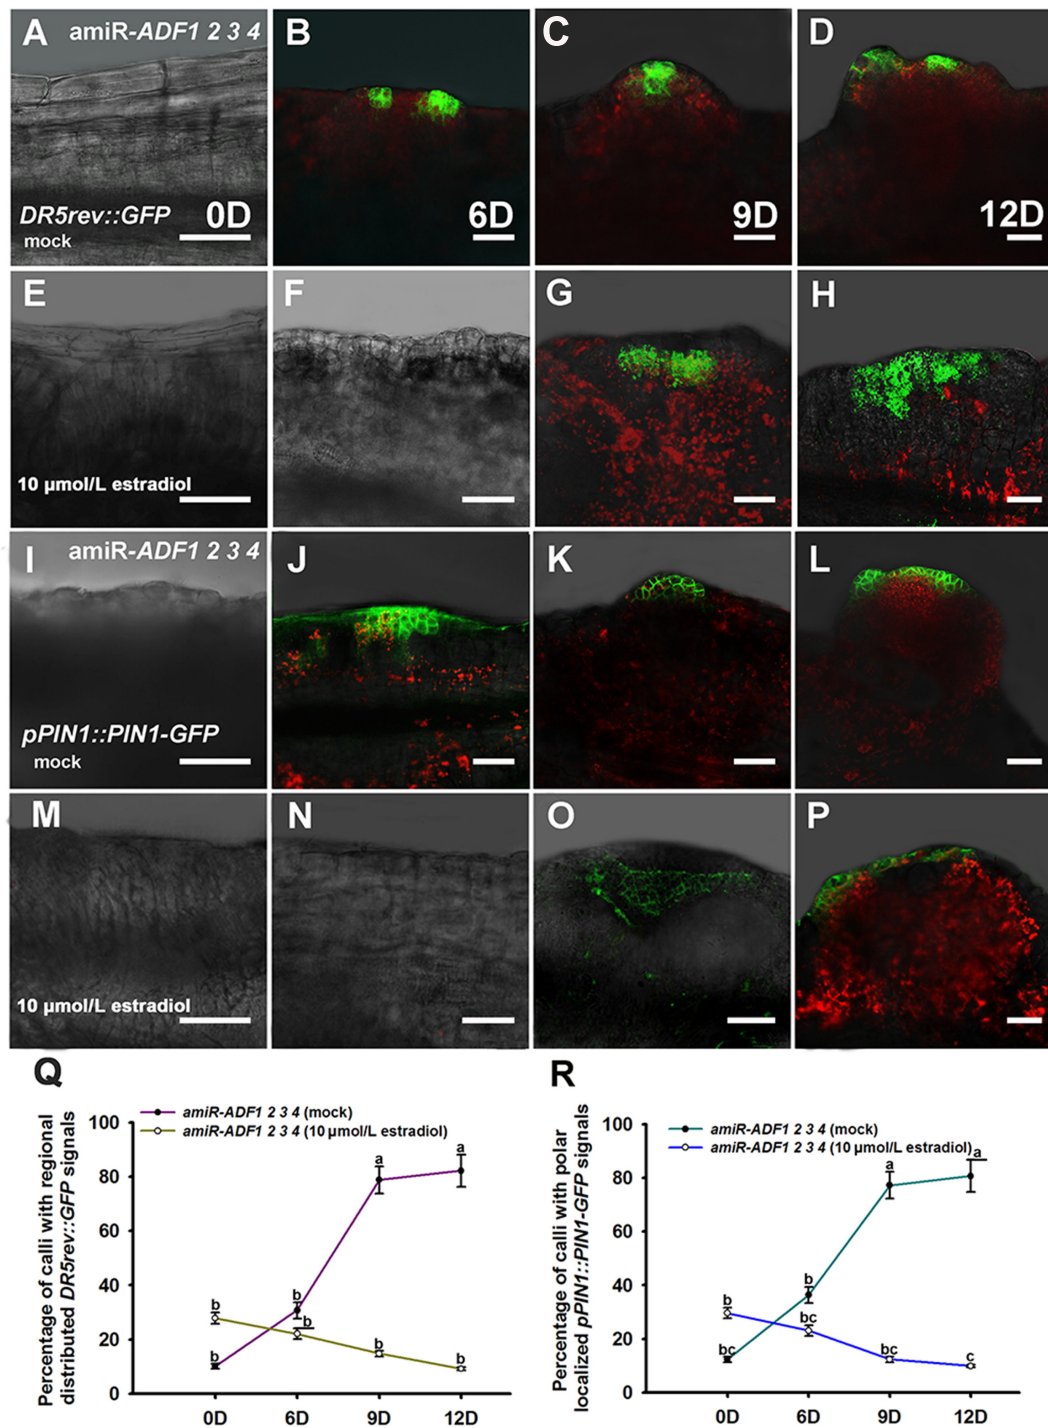 A amiR-ADF1 2 3 4
DR5rev::GFP 0D
mock
B
6D
C
9D
D
12D
E
10 μmol/L estradiol
F
G
H
I amiR-ADF1 2 3 4
pPIN1::PIN1-GFP
mock
J
K
L
M
10 μmol/L estradiol
N
O
P
Q
amiR-ADF1 2 3 4 (mock)
amiR-ADF1 2 3 4 (10 μmol/L estradiol)
Percentage of calli with regional
distributed DR5rev::GFP signals
100
80
60
40
20
0
b
b
b
b
a
b
a
b
0D 6D 9D 12D
R
amiR-ADF1 2 3 4 (mock)
amiR-ADF1 2 3 4 (10 μmol/L estradiol)
Percentage of calli with polar
localized pPIN1::PIN1-GFP signals
100
80
60
40
20
0
b
bc
b
bc
a
bc
a
c
0D 6D 9D 12D